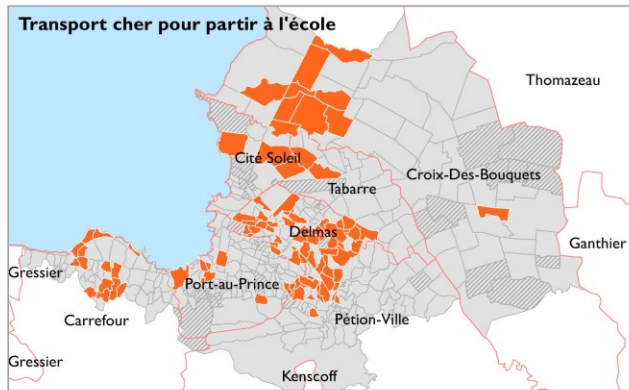 Transport cher pour partir à l'école
Thomazeau
Cité Soleil
Croix-Des-Bouquets
Tabarre
Delmas
Ganthier
Gressier
Port-au-Prince
Carrefour
Pétion-Ville
Gressier
Kenscoff